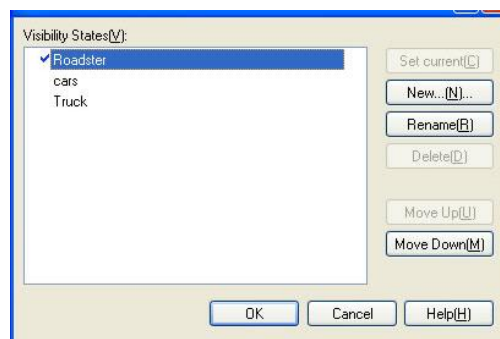 Visibility States(V):
Roadster
cars
Truck
Set current(C)
New...(N)...
Rename(R)
Delete(D)
Move Up(U)
Move Down(M)
OK
Cancel
Help(H)